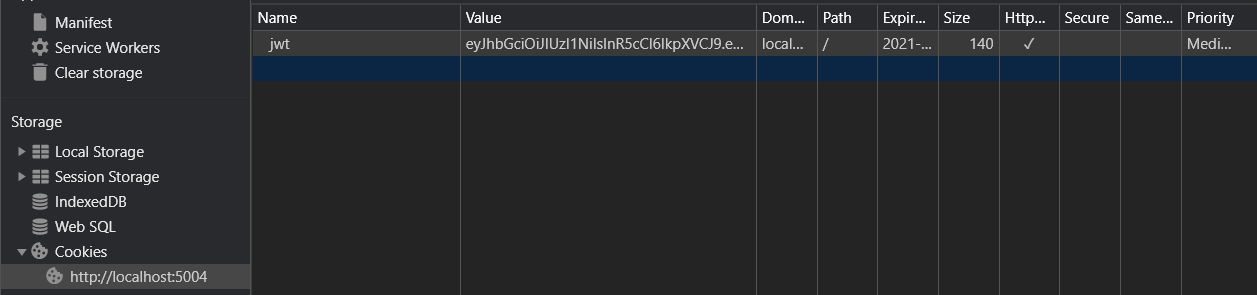 Manifest
Service Workers
Clear storage
Storage
Local Storage
Session Storage
IndexedDB
Web SQL
Cookies
http://localhost:5004
Name Value Dom... Path Expir... Size Http... Secure Same... Priority
jwt eyJhbGciOiJIUzI1NiIsInR5cCI6IkpXVCJ9.e... local... / 2021-... 140 ✓ Medi...